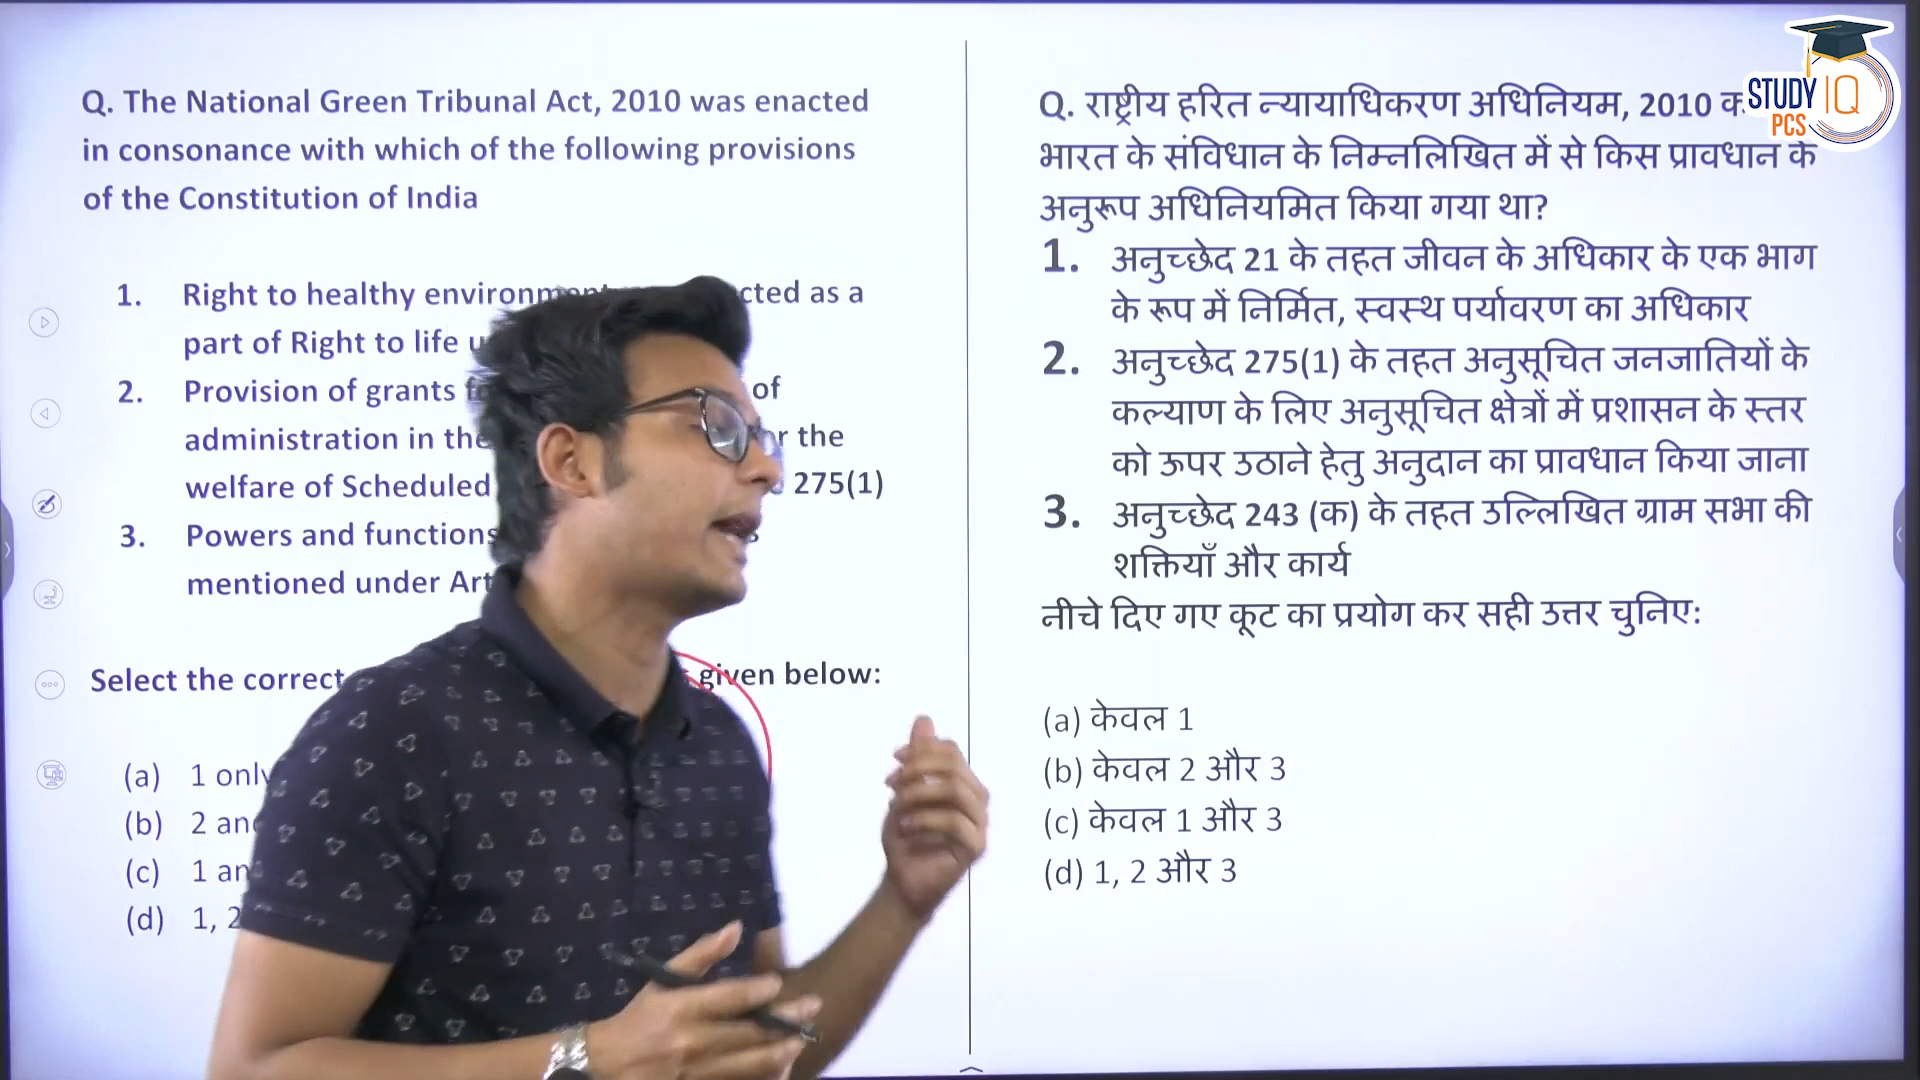 Q. The National Green Tribunal Act, 2010 was enacted
in consonance with which of the following provisions
of the Constitution of India
1. Right to healthy a
part of Right to life
2. Provision of grants of
administration in the the
welfare of Scheduled 275(1)
3. Powers and functions
mentioned under
Select the correct given below:
(a) 1 only
(b) 2
(c) 1
(d) 1, 2
Q. राष्ट्रीय हरित न्यायाधिकरण अधिनियम, 2010
भारत के संविधान के निम्नलिखित में से किस प्रावधान के
अनुरूप अधिनियमित किया गया था?
1. अनुच्छेद 21 के तहत जीवन के अधिकार के एक भाग
के रूप में निर्मित, स्वस्थ पर्यावरण का अधिकार
2. अनुच्छेद 275(1) के तहत अनुसूचित जनजातियों के
कल्याण के लिए अनुसूचित क्षेत्रों में प्रशासन के स्तर
को ऊपर उठाने हेतु अनुदान का प्रावधान किया जाना
3. अनुच्छेद 243 (क) के तहत उल्लिखित ग्राम सभा की
शक्तियाँ और कार्य
नीचे दिए गए कूट का प्रयोग कर सही उत्तर चुनिए:
(a) केवल 1
(b) केवल 2 और 3
(c) केवल 1 और 3
(d) 1, 2 और 3
STUDY IQ
PCS